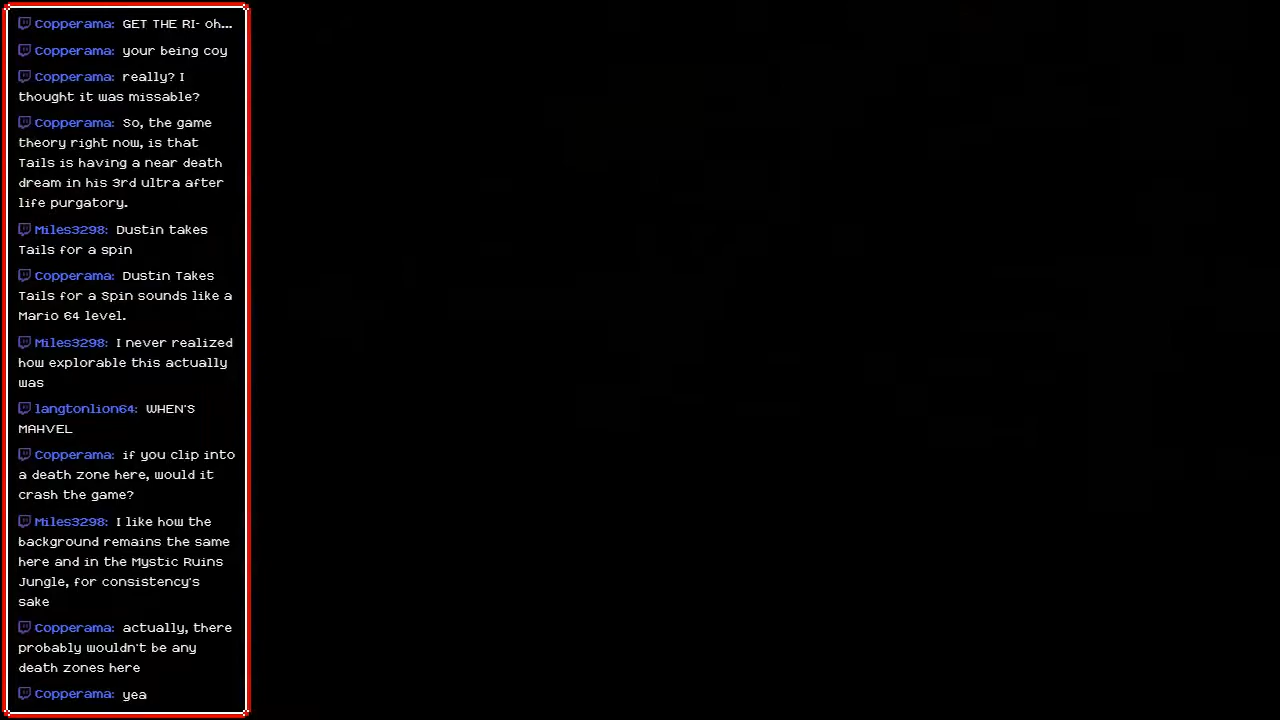 Copperama: GET THE RI- oh...
Copperama: your being coy
Copperama: really? I
thought it was missable?
Copperama: So, the game
theory right now, is that
Tails is having a near death
dream in his 3rd ultra after
life purgatory.
Miles3298: Dustin takes
Tails for a spin
Copperama: Dustin Takes
Tails for a Spin sounds like a
Mario 64 level.
Miles3298: I never realized
how explorable this actually
was
langtonlion64: WHEN'S
MAHVEL
Copperama: if you clip into
a death zone here, would it
crash the game?
Miles3298: I like how the
background remains the same
here and in the Mystic Ruins
Jungle, for consistency's
sake
Copperama: actually, there
probably wouldn't be any
death zones here
Copperama: yea